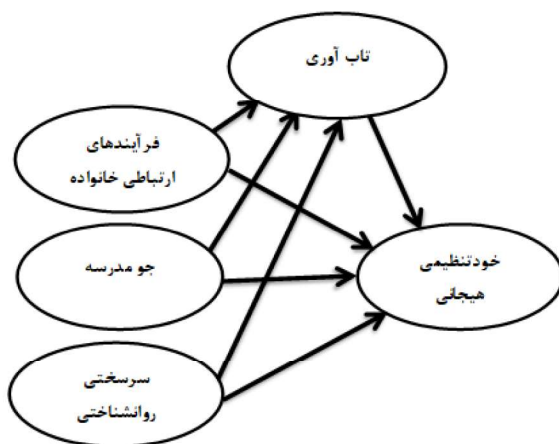 تاب آوری
فرآیندهای
ارتباطی خانواده
جو مدرسه
خودتنظیمی
هیجانی
سرسختی
روانشناختی